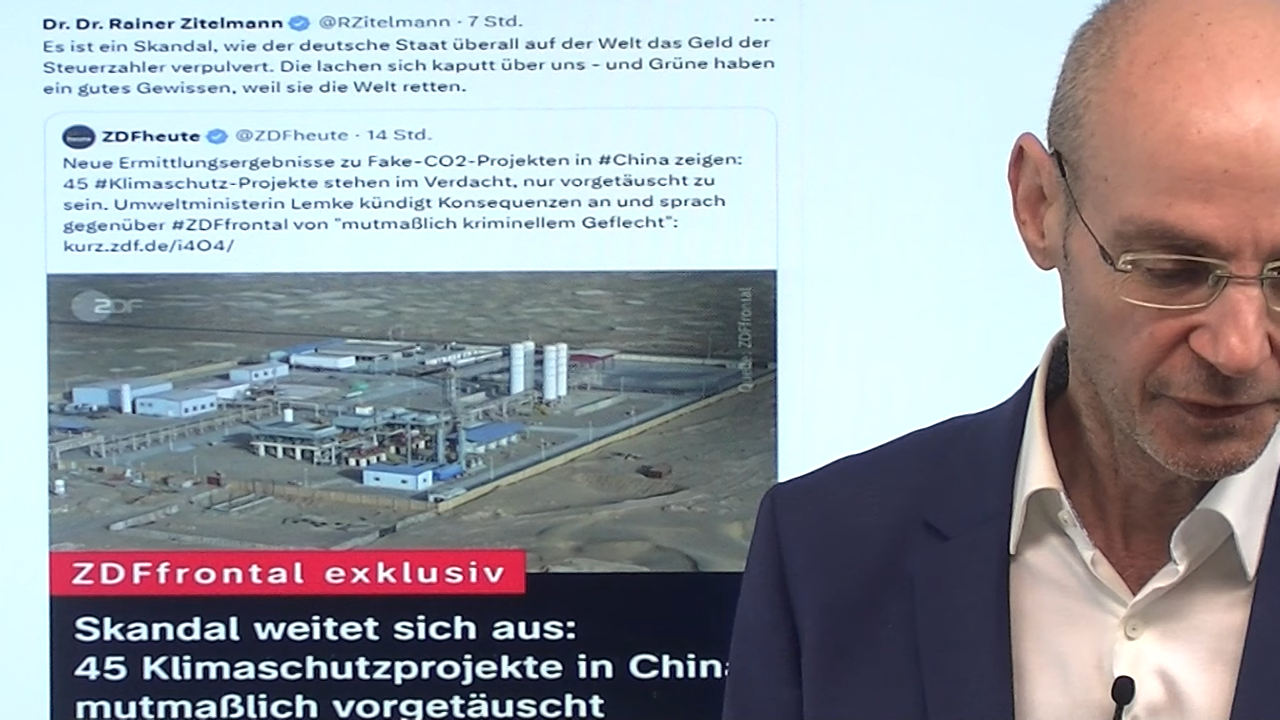 Dr. Dr. Rainer Zitelmann @RZitelmann · 7 Std. ...
Es ist ein Skandal, wie der deutsche Staat überall auf der Welt das Geld der
Steuerzahler verpulvert. Die lachen sich kaputt über uns – und Grüne haben
ein gutes Gewissen, weil sie die Welt retten.
ZDFheute @ZDFheute · 14 Std.
Neue Ermittlungsergebnisse zu Fake-CO2-Projekten in #China zeigen:
45 #Klimaschutz-Projekte stehen im Verdacht, nur vorgetäuscht zu
sein. Umweltministerin Lemke kündigt Konsequenzen an und sprach
gegenüber #ZDFfrontal von "mutmaßlich kriminellem Geflecht":
kurz.zdf.de/i4O4/
ZDF
Quelle: ZDFfrontal
ZDFfrontal exklusiv
Skandal weitet sich aus:
45 Klimaschutzprojekte in Chin
mutmaßlich vorgetäuscht